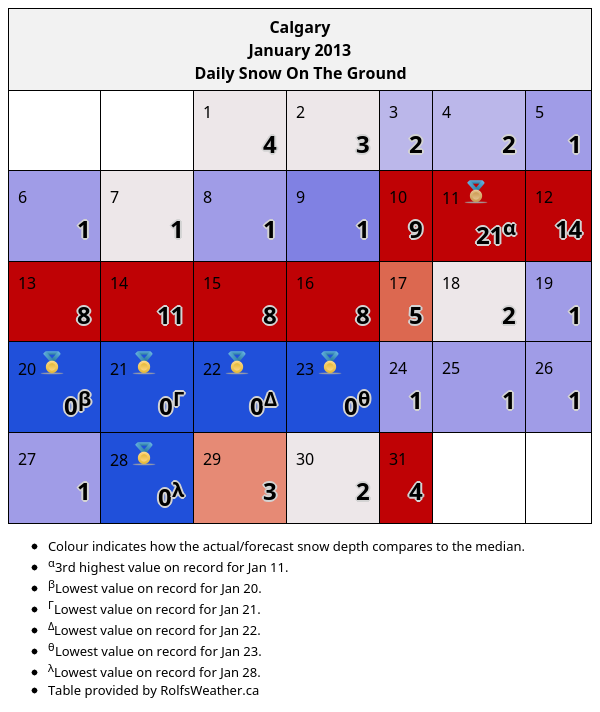 Calgary
January 2013
Daily Snow On The Ground
1 2 3 4 5
4 3 2 2 1
6 7 8 9 10 11 12
1 1 1 1 9 21α 14
13 14 15 16 17 18 19
8 11 8 8 5 2 1
20 21 22 23 24 25 26
0β 0Γ 0Δ 0θ 1 1 1
27 28 29 30 31
1 0λ 3 2 4
• Colour indicates how the actual/forecast snow depth compares to the median.
• α3rd highest value on record for Jan 11.
• βLowest value on record for Jan 20.
• ΓLowest value on record for Jan 21.
• ΔLowest value on record for Jan 22.
• θLowest value on record for Jan 23.
• λLowest value on record for Jan 28.
• Table provided by RolfsWeather.ca